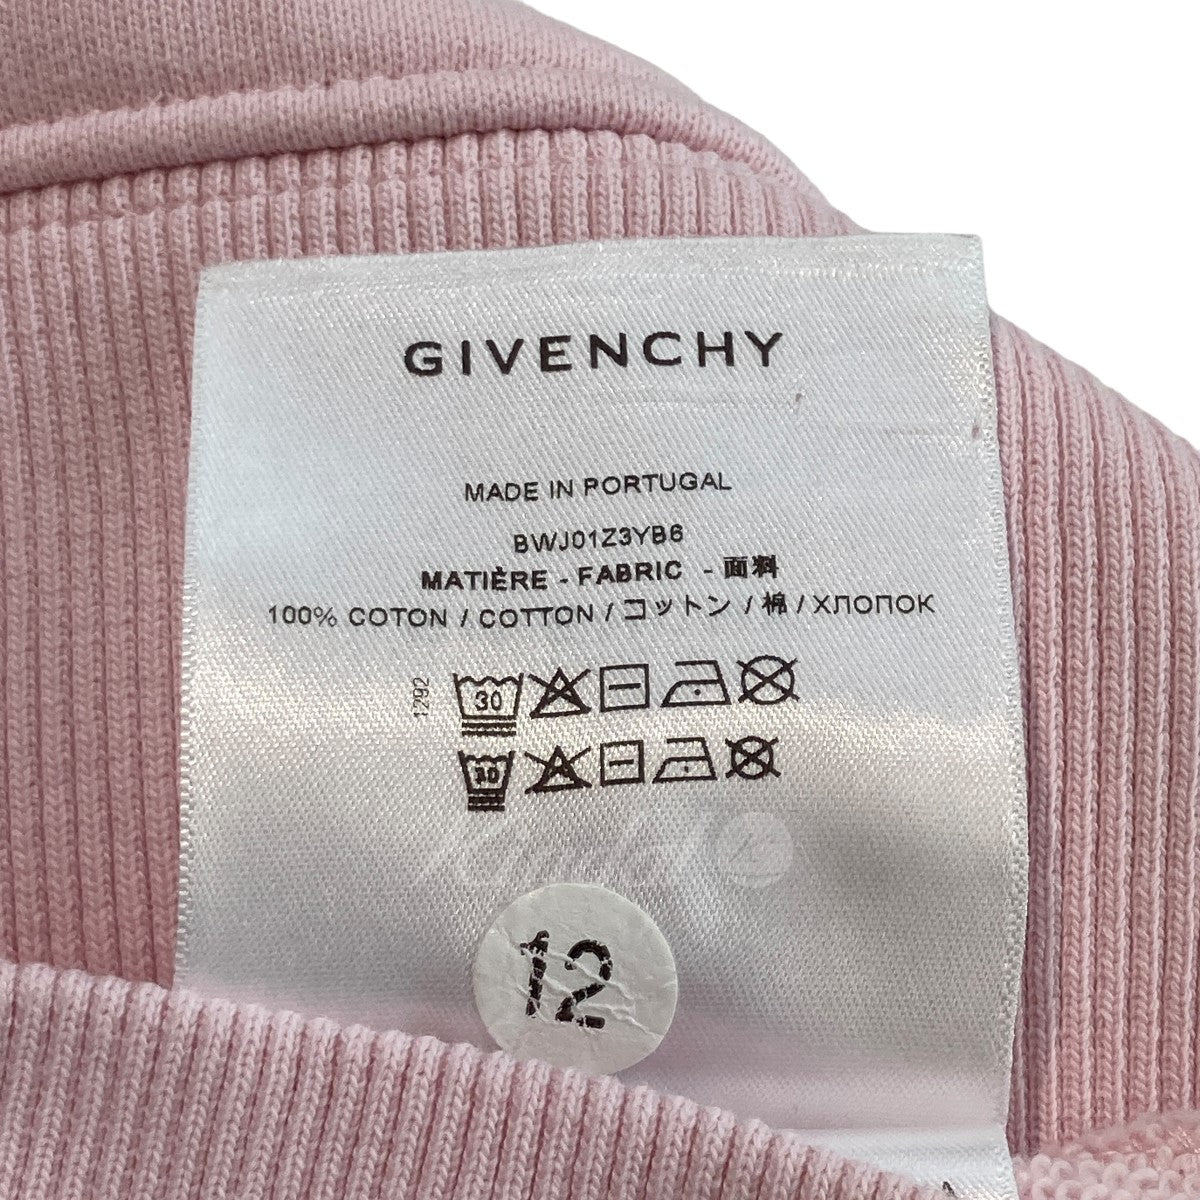 GIVENCHY
MADE IN PORTUGAL
BWJ01Z3YB6
MATIÈRE - FABRIC - 面料
100% COTON / COTTON / コットン / 棉 / ХЛОПОК
1292
30
30
12